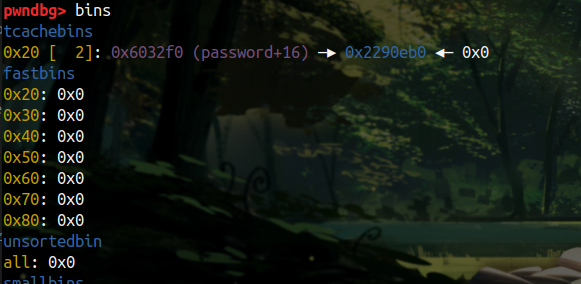 pwndbg> bins
tcachebins
0x20 [  2]: 0x6032f0 (password+16) —▸ 0x2290eb0 ◂— 0x0
fastbins
0x20: 0x0
0x30: 0x0
0x40: 0x0
0x50: 0x0
0x60: 0x0
0x70: 0x0
0x80: 0x0
unsortedbin
all: 0x0
smallbins